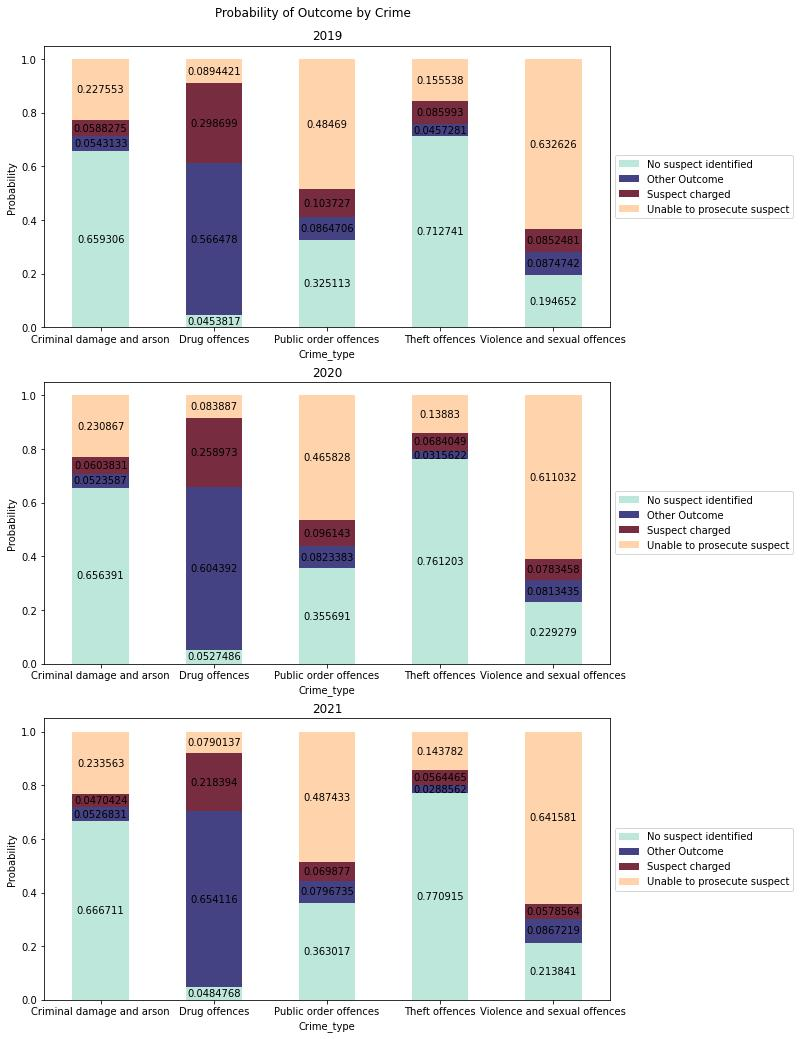 Probability of Outcome by Crime
2019
1.0
0.8
0.6
0.4
0.2
0.0
Probability
0.227553
0.0588275
0.0543133
0.659306
0.0894421
0.298699
0.566478
0.0453817
0.48469
0.103727
0.0864706
0.325113
0.155538
0.085993
0.0457281
0.712741
0.632626
0.0852481
0.0874742
0.194652
Criminal damage and arson
Drug offences
Public order offences
Theft offences
Violence and sexual offences
Crime_type
No suspect identified
Other Outcome
Suspect charged
Unable to prosecute suspect
2020
1.0
0.8
0.6
0.4
0.2
0.0
Probability
0.230867
0.0603831
0.0523587
0.656391
0.083887
0.258973
0.604392
0.0527486
0.465828
0.096143
0.0823383
0.355691
0.13883
0.0684049
0.0315622
0.761203
0.611032
0.0783458
0.0813435
0.229279
Criminal damage and arson
Drug offences
Public order offences
Theft offences
Violence and sexual offences
Crime_type
No suspect identified
Other Outcome
Suspect charged
Unable to prosecute suspect
2021
1.0
0.8
0.6
0.4
0.2
0.0
Probability
0.233563
0.0470424
0.0526831
0.666711
0.0790137
0.218394
0.654116
0.0484768
0.487433
0.069877
0.0796735
0.363017
0.143782
0.0564465
0.0288562
0.770915
0.641581
0.0578564
0.0867219
0.213841
Criminal damage and arson
Drug offences
Public order offences
Theft offences
Violence and sexual offences
Crime_type
No suspect identified
Other Outcome
Suspect charged
Unable to prosecute suspect